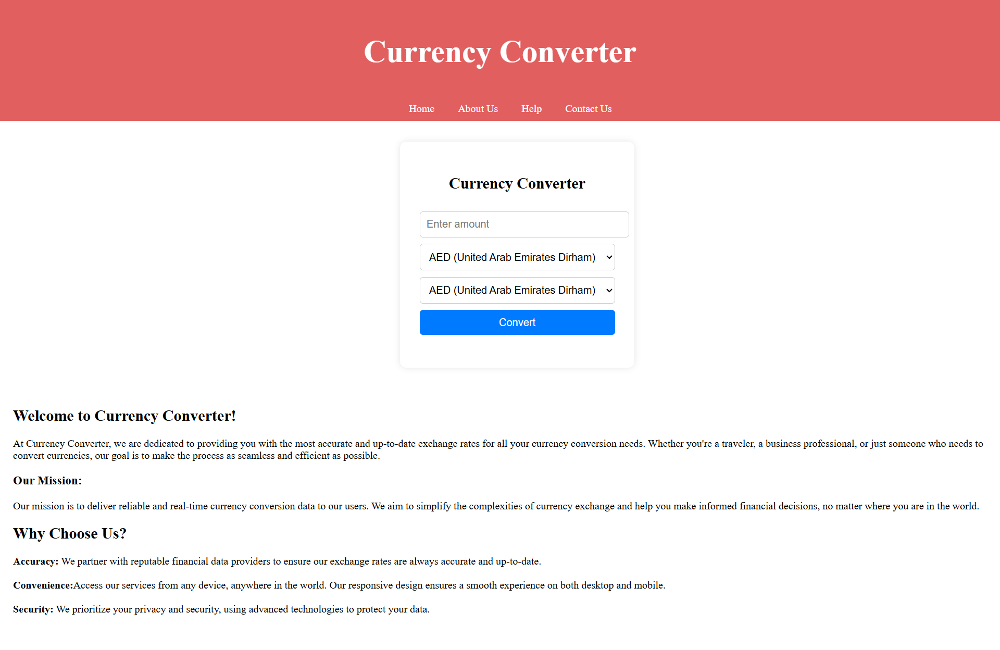 Currency Converter
Home About Us Help Contact Us
Currency Converter
Enter amount
AED (United Arab Emirates Dirham)
AED (United Arab Emirates Dirham)
Convert
Welcome to Currency Converter!
At Currency Converter, we are dedicated to providing you with the most accurate and up-to-date exchange rates for all your currency conversion needs. Whether you're a traveler, a business professional, or just someone who needs to
convert currencies, our goal is to make the process as seamless and efficient as possible.
Our Mission:
Our mission is to deliver reliable and real-time currency conversion data to our users. We aim to simplify the complexities of currency exchange and help you make informed financial decisions, no matter where you are in the world.
Why Choose Us?
Accuracy: We partner with reputable financial data providers to ensure our exchange rates are always accurate and up-to-date.
Convenience:Access our services from any device, anywhere in the world. Our responsive design ensures a smooth experience on both desktop and mobile.
Security: We prioritize your privacy and security, using advanced technologies to protect your data.